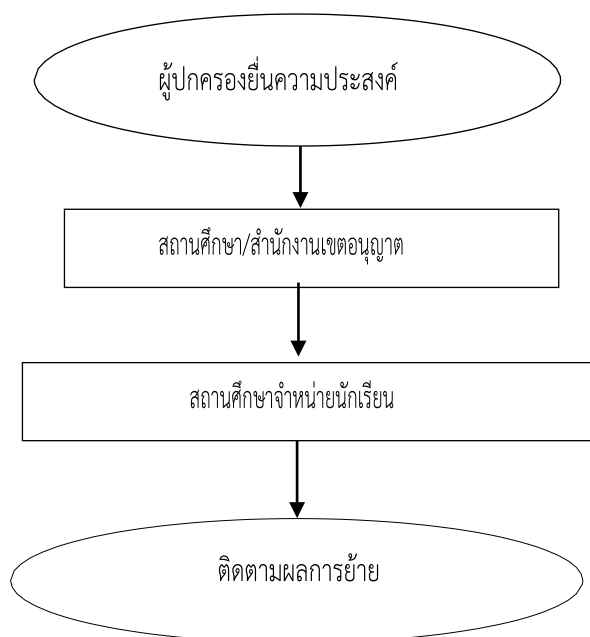 ผู้ปกครองยื่นความประสงค์
สถานศึกษา/สำนักงานเขตอนุญาต
สถานศึกษาจำหน่ายนักเรียน
ติดตามผลการย้าย